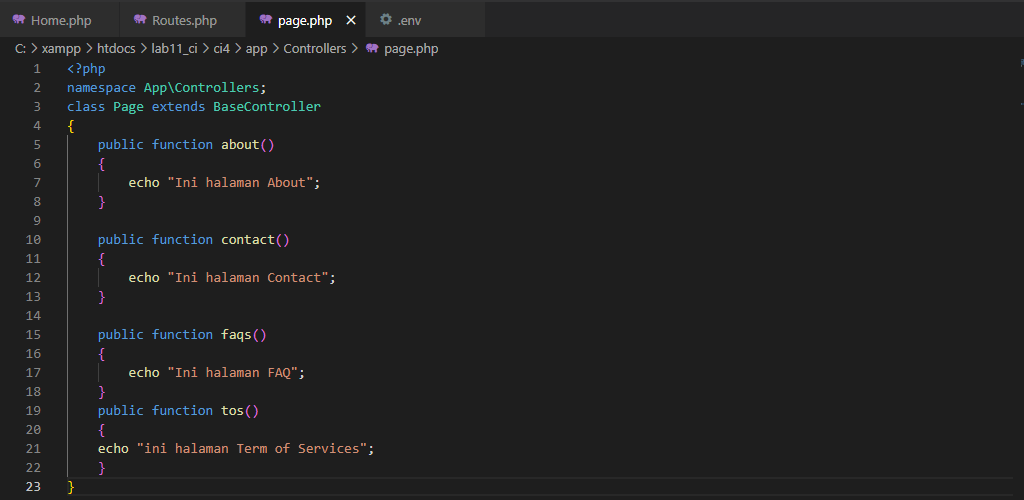 Home.php Routes.php page.php × .env
C: > xampp > htdocs > lab11_ci > ci4 > app > Controllers > page.php
1 <?php
2 namespace App\Controllers;
3 class Page extends BaseController
4 {
5 public function about()
6 {
7 echo "Ini halaman About";
8 }
9
10 public function contact()
11 {
12 echo "Ini halaman Contact";
13 }
14
15 public function faqs()
16 {
17 echo "Ini halaman FAQ";
18 }
19 public function tos()
20 {
21 echo "ini halaman Term of Services";
22 }
23 }